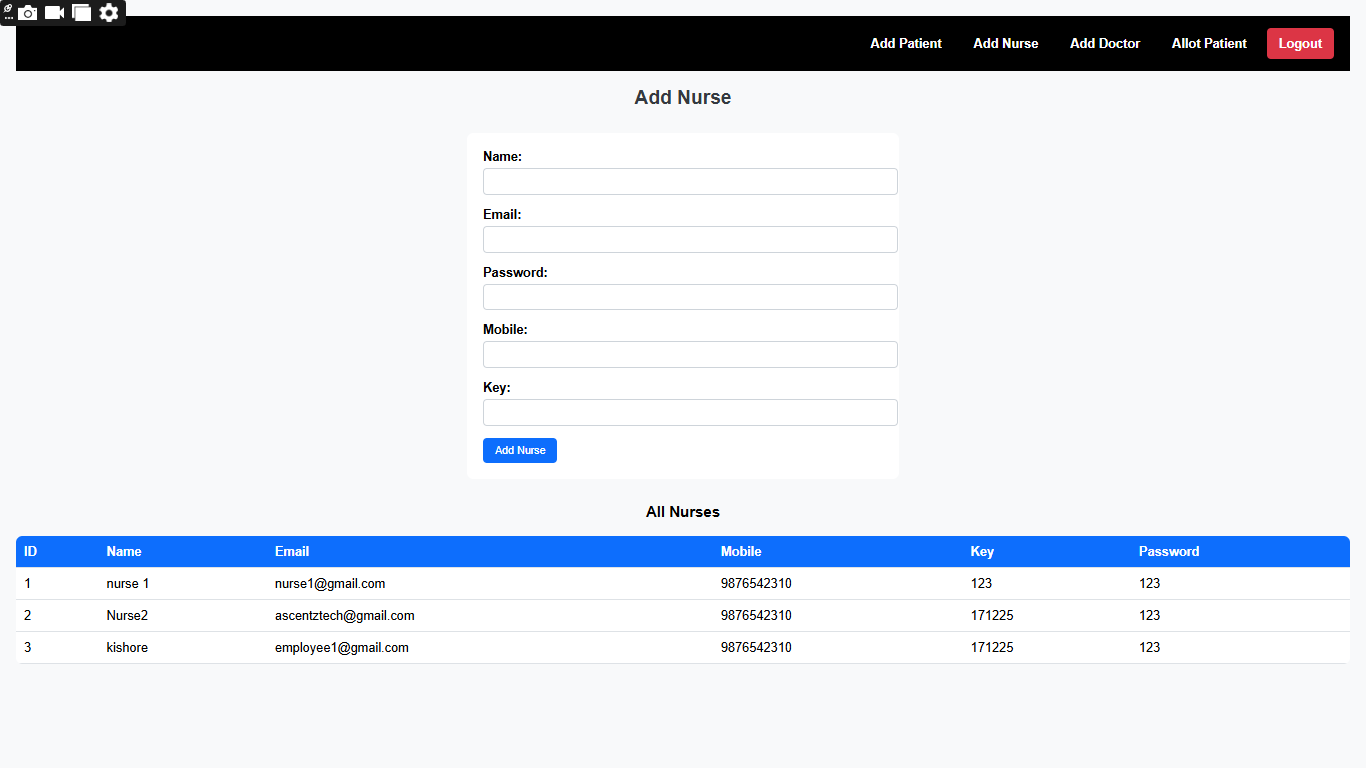 Add Patient Add Nurse Add Doctor Allot Patient Logout
Add Nurse
Name:
Email:
Password:
Mobile:
Key:
Add Nurse
All Nurses
ID Name Email Mobile Key Password
1 nurse 1 nurse1@gmail.com 9876542310 123 123
2 Nurse2 ascentztech@gmail.com 9876542310 171225 123
3 kishore employee1@gmail.com 9876542310 171225 123